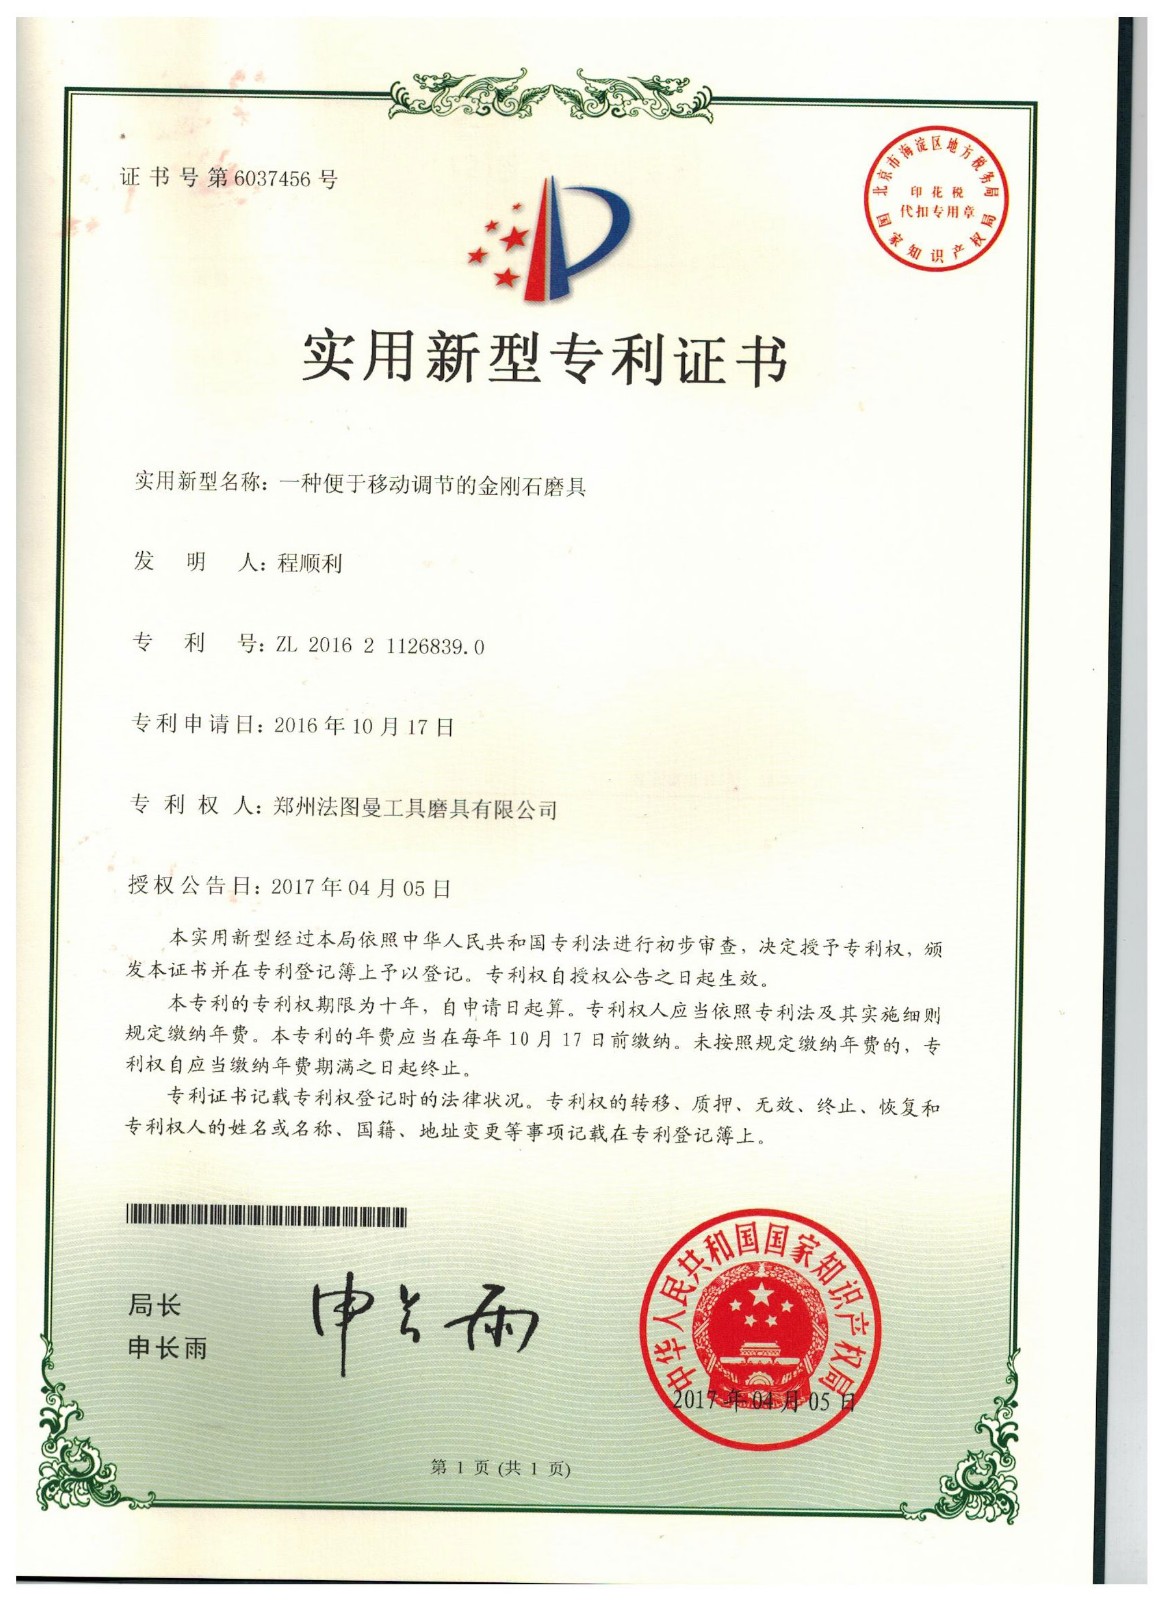 证书号第6037456号
北京市海淀区地方税务局
印花税
代扣专用章
国家知识产权局
实用新型专利证书
实用新型名称：一种便于移动调节的金刚石磨具
发明人：程顺利
专利号：ZL 2016 2 1126839.0
专利申请日：2016年10月17日
专利权人：郑州法图曼工具磨具有限公司
授权公告日：2017年04月05日
本实用新型经过本局依照中华人民共和国专利法进行初步审查，决定授予专利权，颁
发本证书并在专利登记簿上予以登记。专利权自授权公告之日起生效。
本专利的专利权期限为十年，自申请日起算。专利权人应当依照专利法及其实施细则
规定缴纳年费。本专利的年费应当在每年10月17日前缴纳。未按照规定缴纳年费的，专
利权自应当缴纳年费期满之日起终止。
专利证书记载专利权登记时的法律状况。专利权的转移、质押、无效、终止、恢复和
专利权人的姓名或名称、国籍、地址变更等事项记载在专利登记簿上。
局长
申长雨
申长雨
中华人民共和国国家知识产权局
2017年04月05日
第1页(共1页)